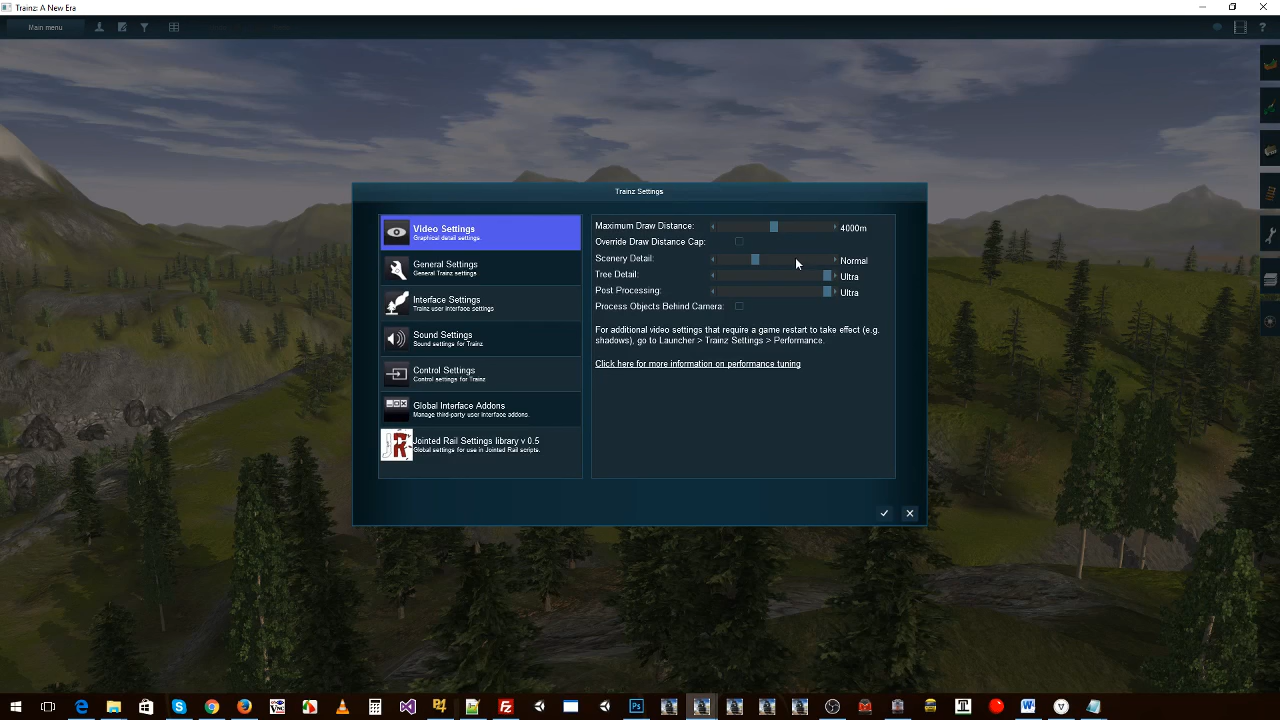 Trainz: A New Era
Main menu
?
Trainz Settings
Video Settings
Graphical detail settings.
General Settings
General Trainz settings
Interface Settings
Trainz user interface settings
Sound Settings
Sound settings for Trainz
Control Settings
Control settings for Trainz
Global Interface Addons
Manage third-party user interface addons.
JR
Jointed Rail Settings library v 0.5
Global settings for use in Jointed Rail scripts.
Maximum Draw Distance: 4000m
Override Draw Distance Cap:
Scenery Detail: Normal
Tree Detail: Ultra
Post Processing: Ultra
Process Objects Behind Camera:
For additional video settings that require a game restart to take effect (e.g.
shadows), go to Launcher > Trainz Settings > Performance.
Click here for more information on performance tuning